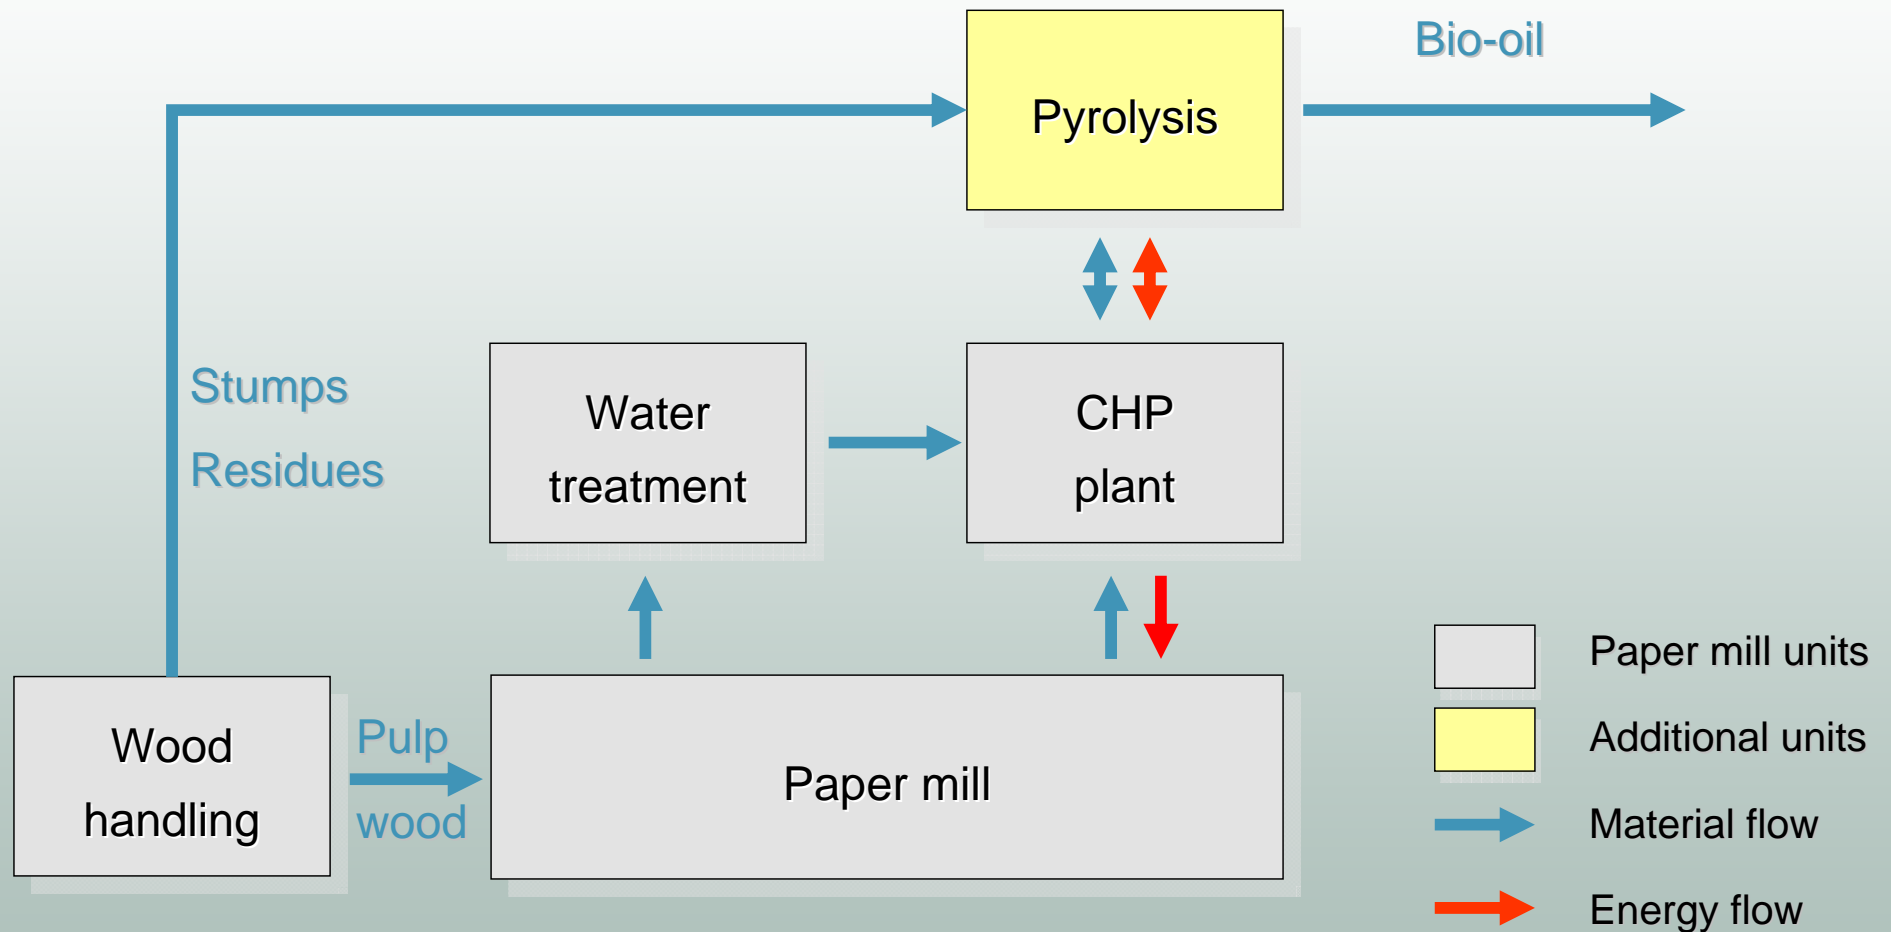 Bio-oil
Pyrolysis
Stumps
Residues
Water
treatment
CHP
plant
Wood
handling
Pulp
wood
Paper mill
Paper mill units
Additional units
Material flow
Energy flow